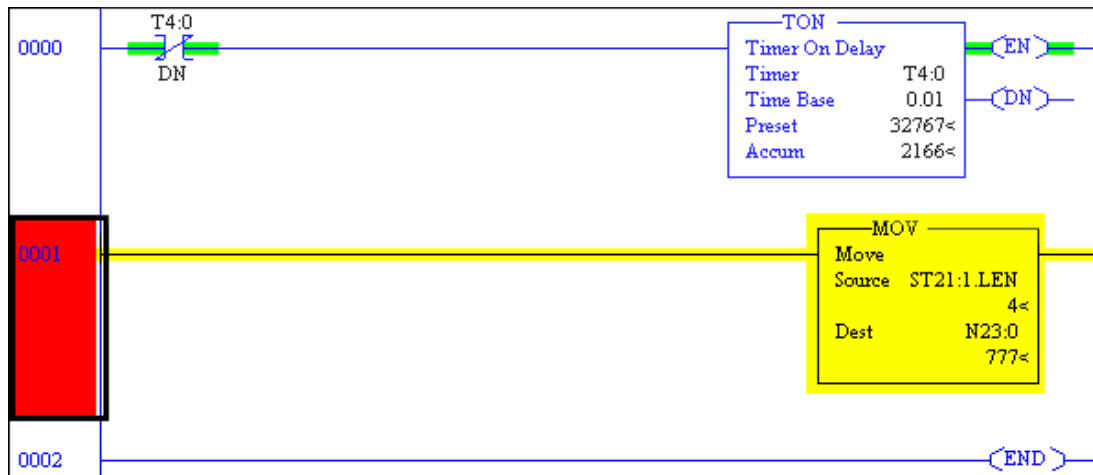 T4:0
0000
DN
TON
Timer On Delay
Timer T4:0
Time Base 0.01
Preset 32767<
Accum 2166<
EN
DN
0001
MOV
Move
Source ST21:1.LEN
4<
Dest N23:0
777<
0002
END